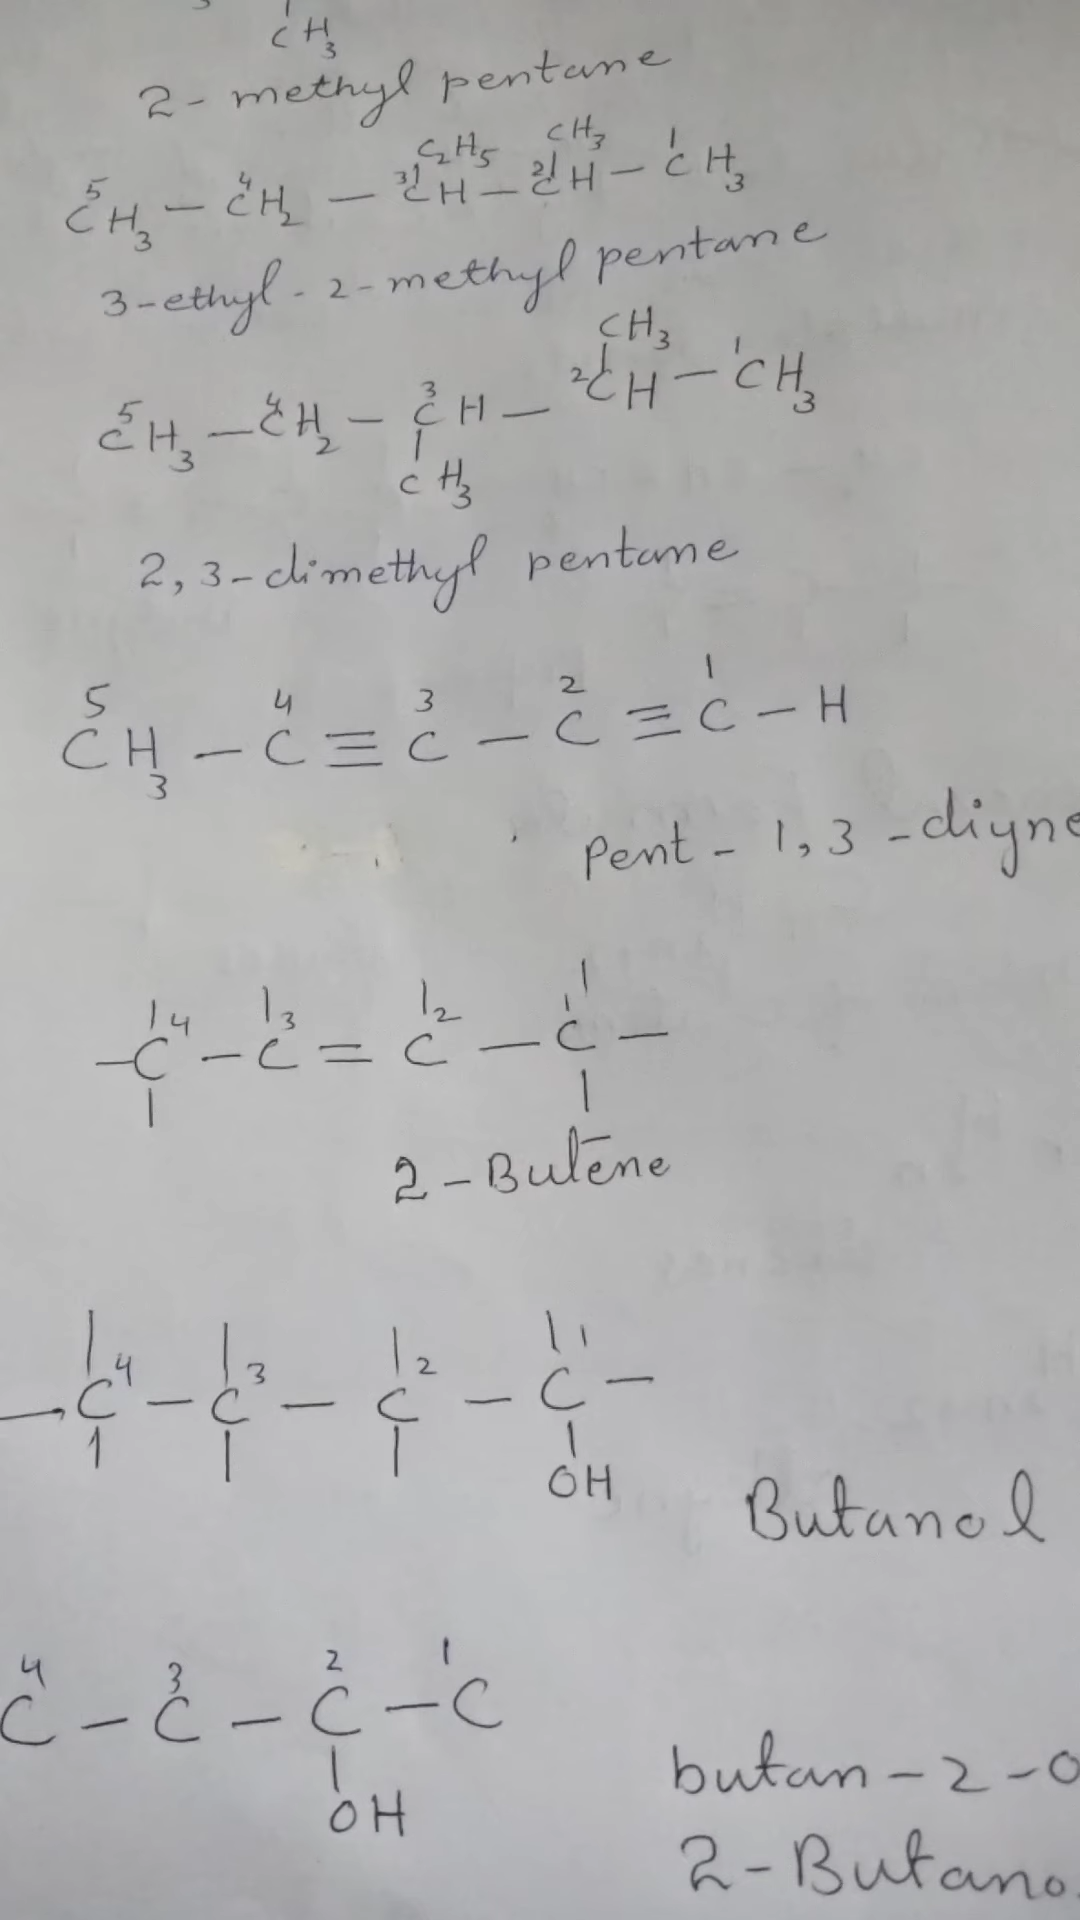 CH₃
2- methyl pentane
C₂H₅ CH₃
⁵CH₃ — ⁴CH₂ — ³CH — ²CH — ¹CH₃
3-ethyl-2-methyl pentane
CH₃
⁵CH₃ — ⁴CH₂ — ³CH — ²CH — ¹CH₃
CH₃
2,3-dimethyl pentane
5 4 3 2 1
CH₃ — C ≡ C — C ≡ C — H
Pent - 1,3 -diyne
4 3 2 1
— C — C = C — C —
2-Butene
4 3 2 1
— C — C — C — C —
OH
Butanol
4 3 2 1
C — C — C — C
OH
butan-2-o
2-Butano